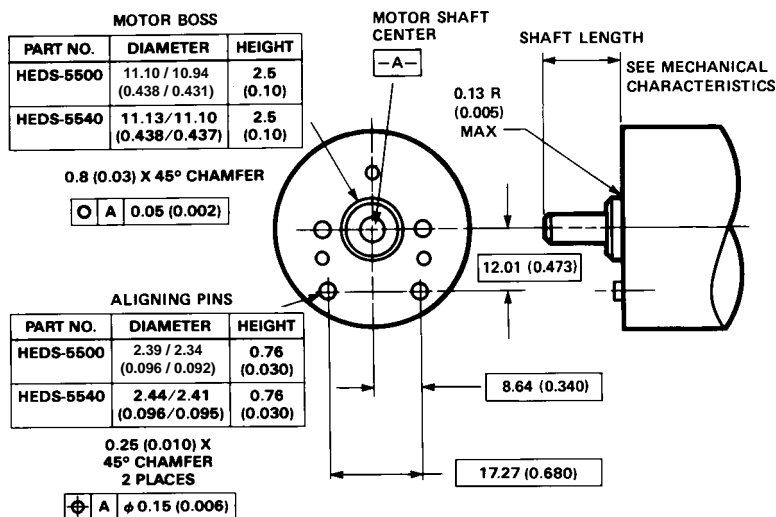 MOTOR BOSS
PART NO. DIAMETER HEIGHT
HEDS-5500 11.10 / 10.94 2.5
(0.438 / 0.431) (0.10)
HEDS-5540 11.13/11.10 2.5
(0.438/0.437) (0.10)
0.8 (0.03) X 45° CHAMFER
A 0.05 (0.002)
MOTOR SHAFT
CENTER
–A–
SHAFT LENGTH
SEE MECHANICAL
CHARACTERISTICS
0.13 R
(0.005)
MAX
12.01 (0.473)
ALIGNING PINS
PART NO. DIAMETER HEIGHT
HEDS-5500 2.39 / 2.34 0.76
(0.096 / 0.092) (0.030)
HEDS-5540 2.44/2.41 0.76
(0.096/0.095) (0.030)
0.25 (0.010) X
45° CHAMFER
2 PLACES
⌖ A ϕ 0.15 (0.006)
8.64 (0.340)
17.27 (0.680)